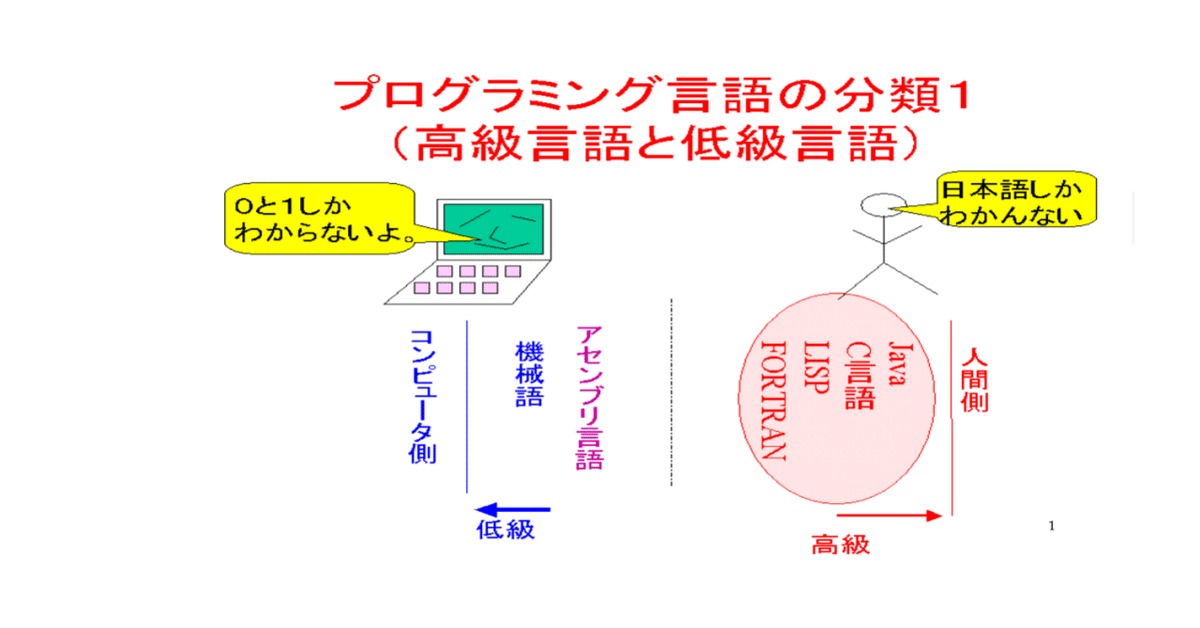 プログラミング言語の分類1
(高級言語と低級言語)
0と1しか
わからないよ。
日本語しか
わかんない
コンピュータ側
機械語
アセンブリ言語
FORTRAN
LISP
C言語
Java
人間側
低級
高級
1